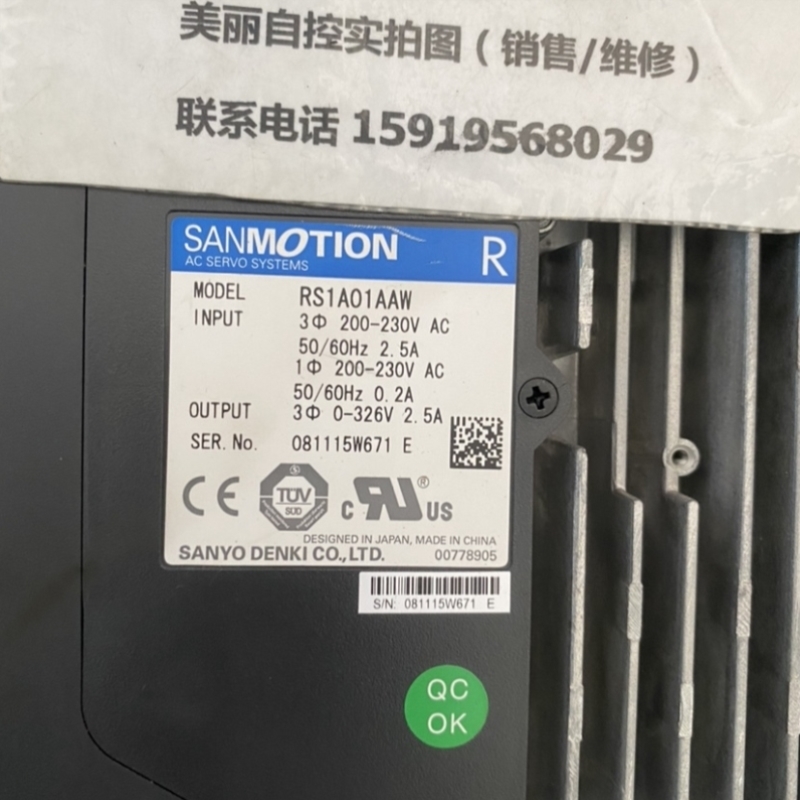 美丽自控实拍图（销售/维修）
联系电话 15919568029
SANMOTION R
AC SERVO SYSTEMS
MODEL RS1A01AAW
INPUT 3Φ 200-230V AC
50/60Hz 2.5A
1Φ 200-230V AC
50/60Hz 0.2A
OUTPUT 3Φ 0-326V 2.5A
SER. No. 081115W671 E
CE TÜV SÜD c RU ® US
DESIGNED IN JAPAN, MADE IN CHINA
SANYO DENKI CO., LTD. 00778905
S/N: 081115W671 E
QC
OK